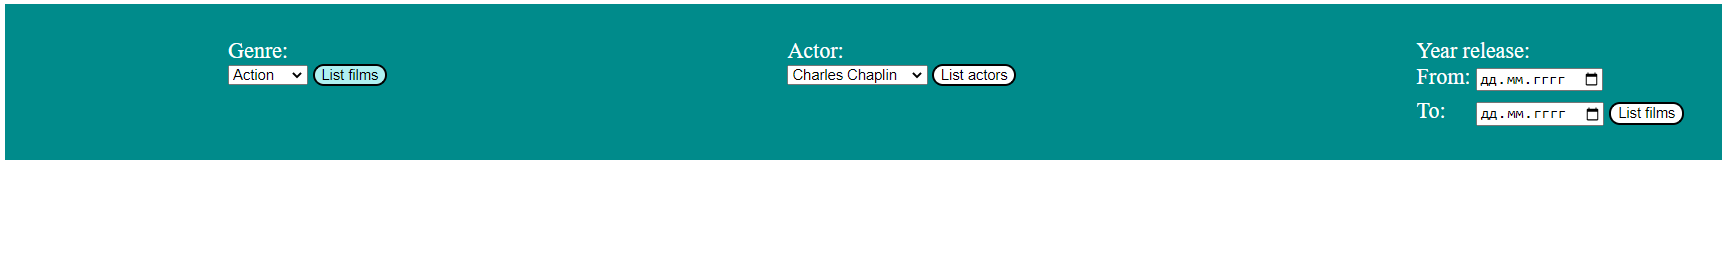 Genre:
Action List films
Actor:
Charles Chaplin List actors
Year release:
From: дд.мм.гггг
To: дд.мм.гггг List films